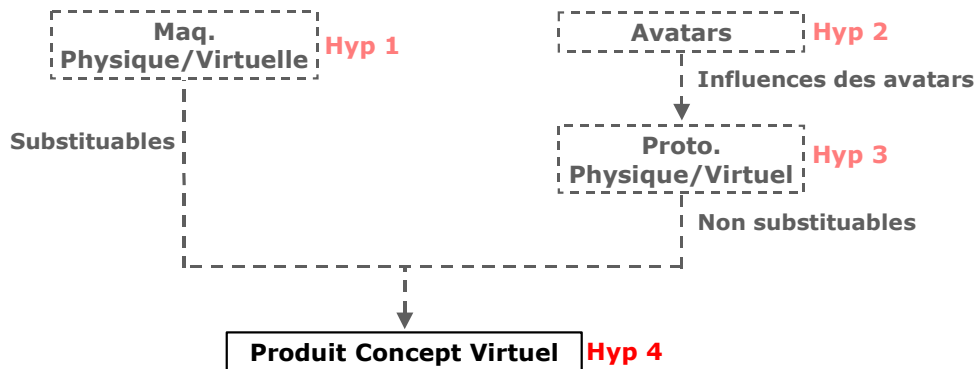 Maq.
Physique/Virtuelle
Hyp 1
Avatars
Hyp 2
Influences des avatars
Substituables
Proto.
Physique/Virtuel
Hyp 3
Non substituables
Produit Concept Virtuel
Hyp 4